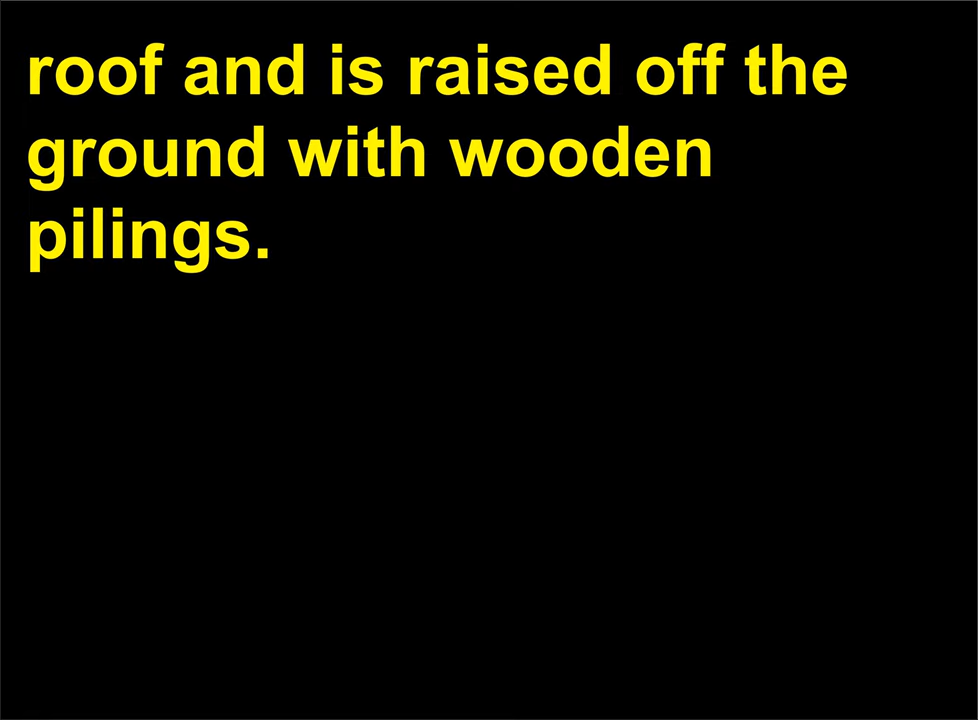 roof and is raised off the
ground with wooden
pilings.